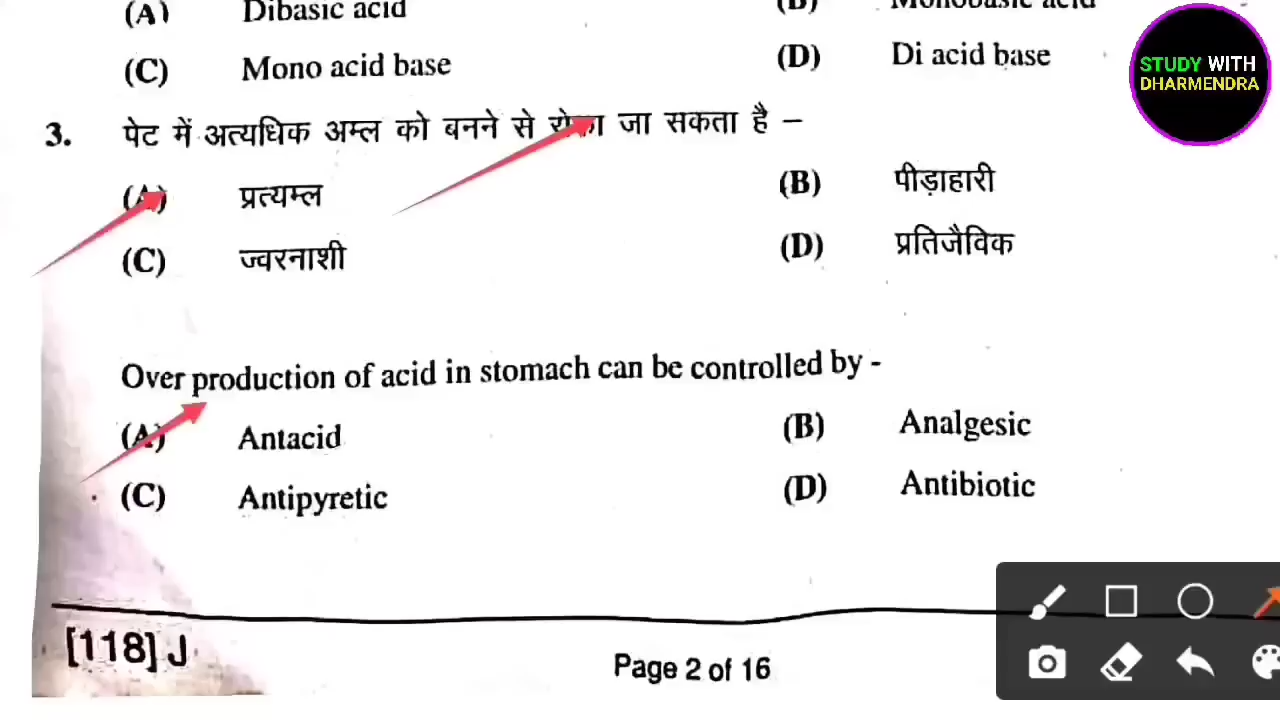 (A) Dibasic acid (B) Monobasic acid
(C) Mono acid base (D) Di acid base
STUDY WITH
DHARMENDRA
3. पेट में अत्यधिक अम्ल को बनने से रोका जा सकता है –
(A) प्रत्यम्ल (B) पीड़ाहारी
(C) ज्वरनाशी (D) प्रतिजैविक
Over production of acid in stomach can be controlled by -
(A) Antacid (B) Analgesic
(C) Antipyretic (D) Antibiotic
[118] J
Page 2 of 16